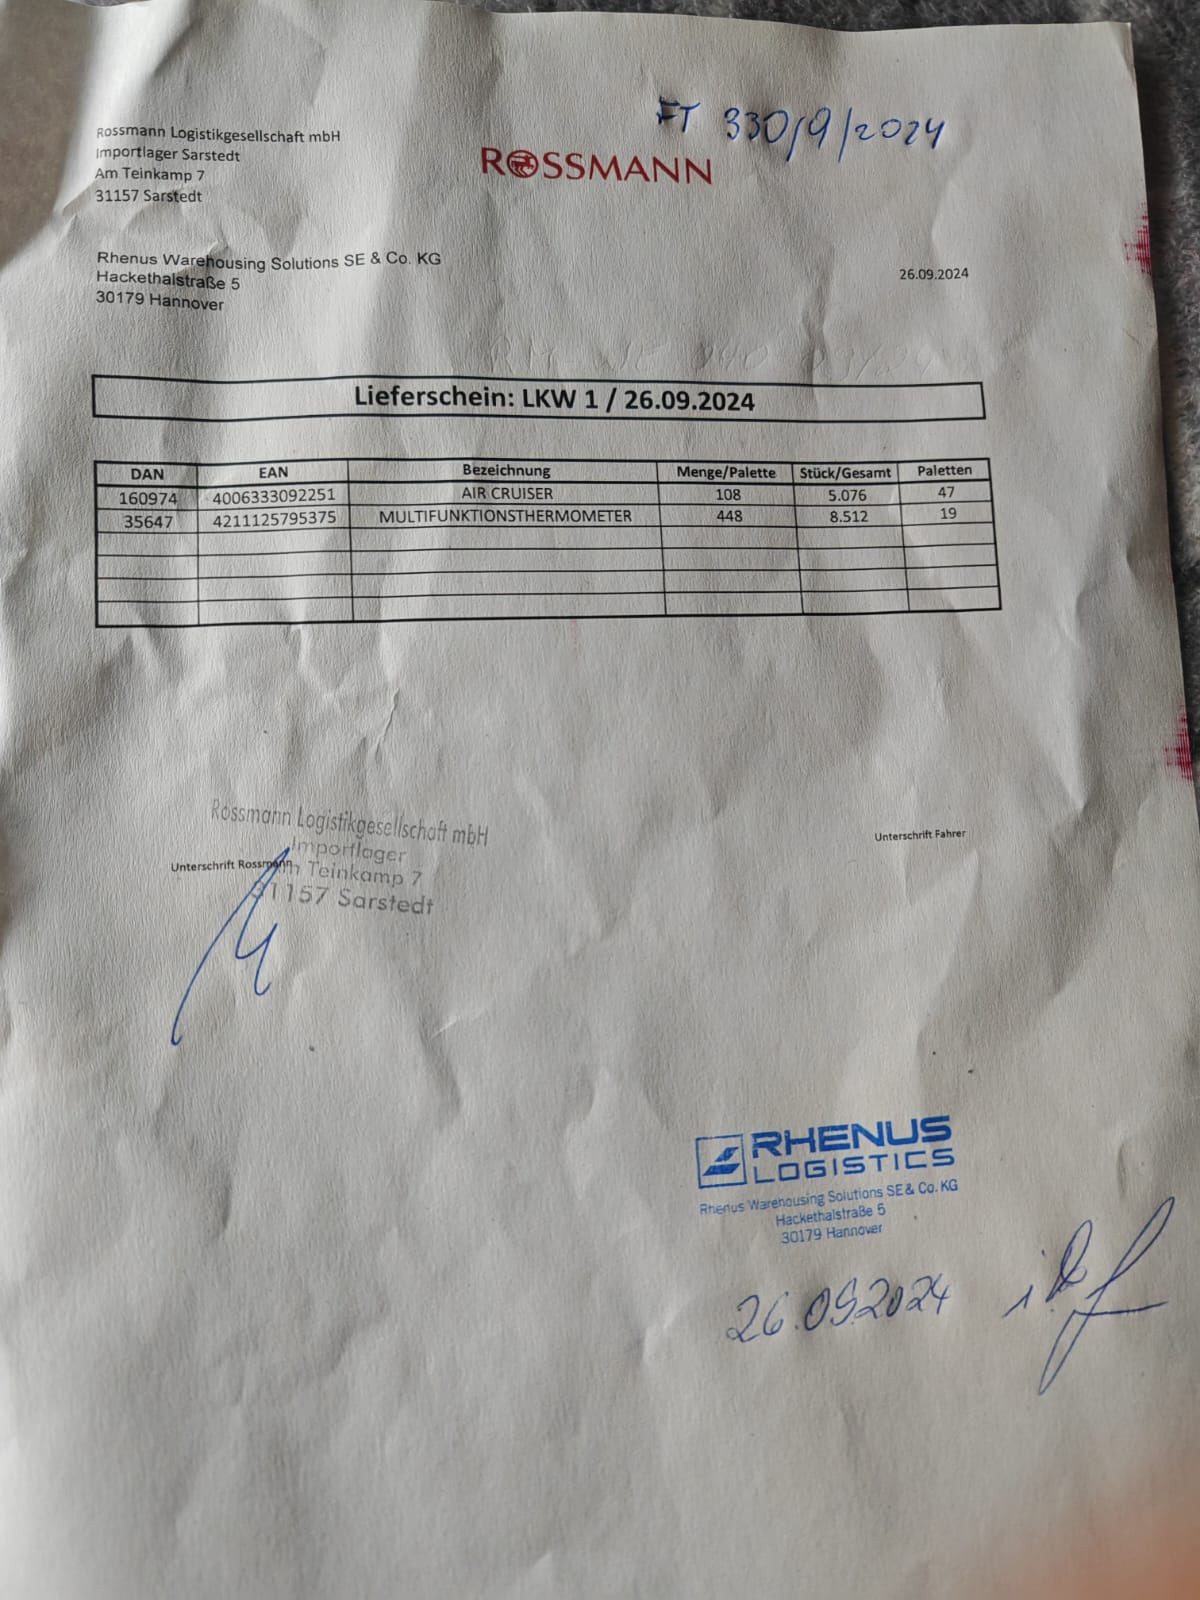 FT 330/9/2024
ROSSMANN
Rossmann Logistikgesellschaft mbH
Importlager Sarstedt
Am Teinkamp 7
31157 Sarstedt
Rhenus Warehousing Solutions SE & Co. KG
Hackethalstraße 5
30179 Hannover
26.09.2024
Lieferschein: LKW 1 / 26.09.2024
DAN EAN Bezeichnung Menge/Palette Stück/Gesamt Paletten
160974 4006333092251 AIR CRUISER 108 5.076 47
35647 4211125795375 MULTIFUNKTIONSTHERMOMETER 448 8.512 19
Rossmann Logistikgesellschaft mbH
Importlager
Teinkamp 7
31157 Sarstedt
Unterschrift Rossmann
Unterschrift Fahrer
RHENUS
LOGISTICS
Rhenus Warehousing Solutions SE & Co. KG
Hackethalstraße 5
30179 Hannover
26.09.2024